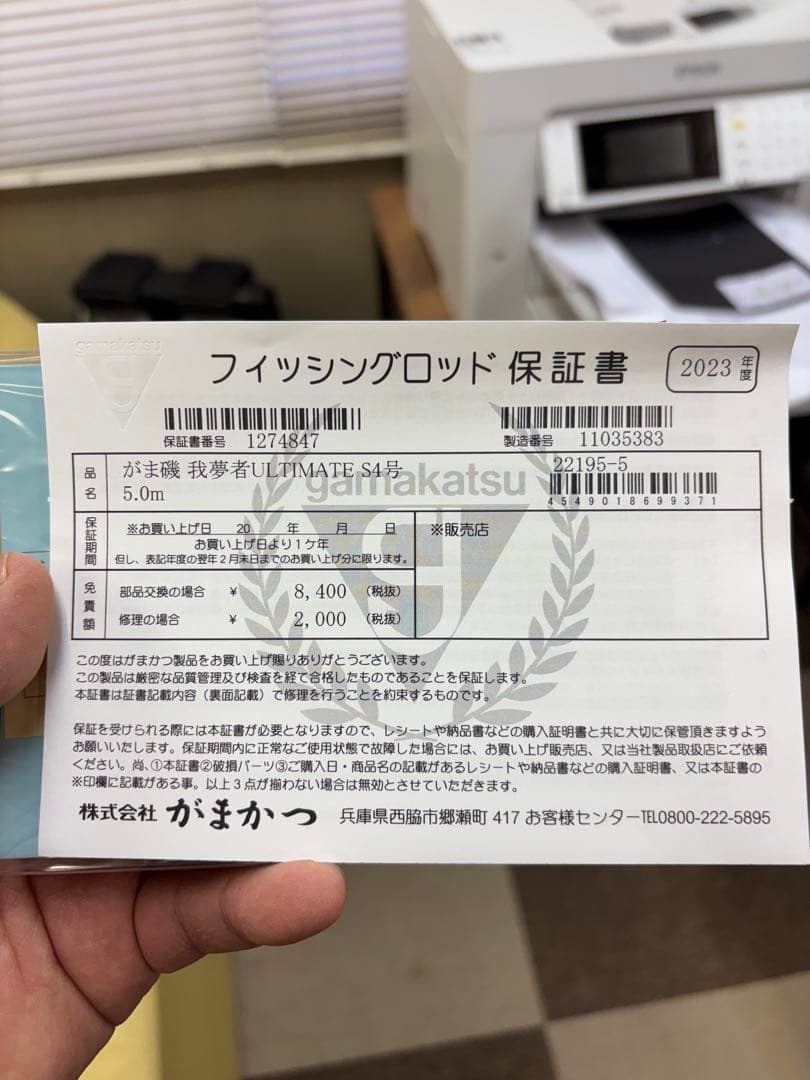 EPSON
gamakatsu
フィッシングロッド 保証書
2023 年度
保証書番号 1274847
製造番号 11035383
品名
がま磯 我夢者ULTIMATE S4号
5.0m
22195-5
4549018699371
gamakatsu
保証期間
※お買い上げ日 20 年 月 日
お買い上げ日より1ケ年
但し、表記年度の翌年2月末日までのお買い上げ分に限ります。
※販売店
免責額
部品交換の場合 ¥ 8,400 (税抜)
修理の場合 ¥ 2,000 (税抜)
この度はがまかつ製品をお買い上げ賜りありがとうございます。
この製品は厳密な品質管理及び検査を経て合格したものであることを保証します。
本証書は証書記載内容（裏面記載）で修理を行うことを約束するものです。
保証を受けられる際には本証書が必要となりますので、レシートや納品書などの購入証明書と共に大切に保管頂きますよう
お願いいたします。保証期間内に正常なご使用状態で故障した場合には、お買い上げ販売店、又は当社製品取扱店にご依頼
ください。尚、①本証書②破損パーツ③ご購入日・商品名の記載があるレシートや納品書などの購入証明書、又は本証書の
※印欄に記載がある事。以上3点が揃わない場合は無効とさせていただきます。
株式会社 がまかつ 兵庫県西脇市郷瀬町 417 お客様センターTEL0800-222-5895